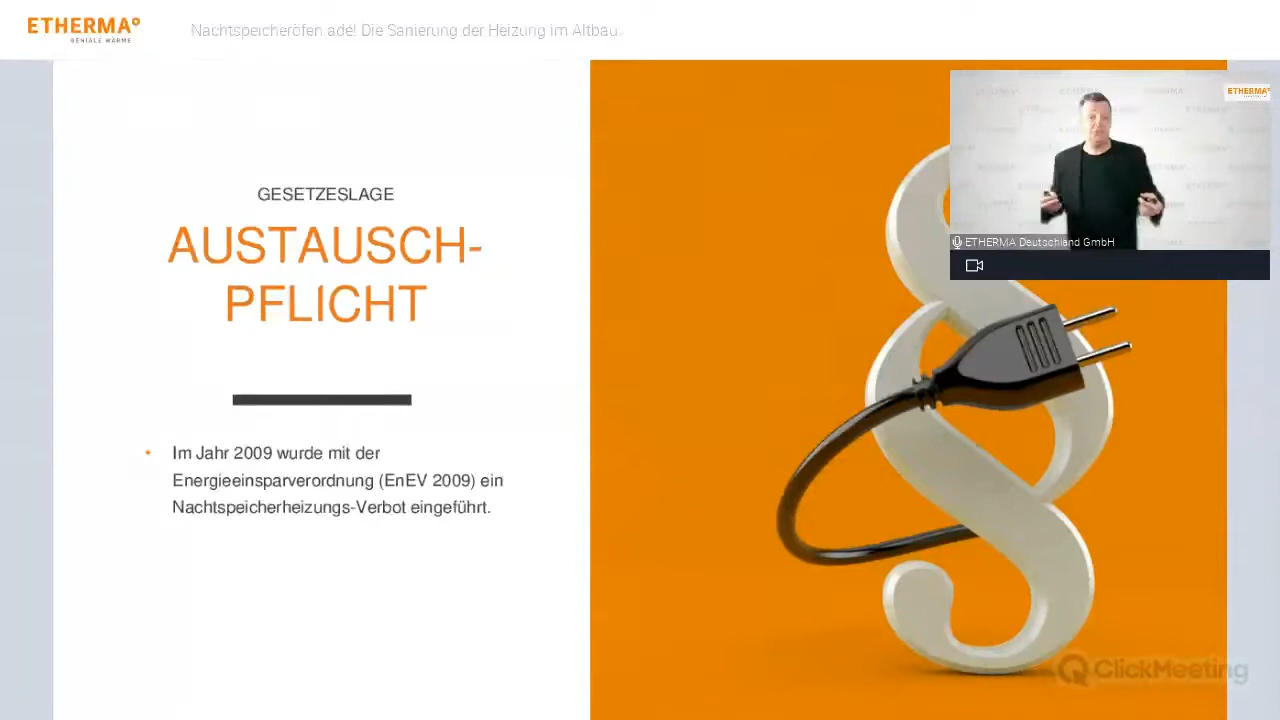 ETHERMA°
GENIALE WÄRME
Nachtspeicheröfen adé! Die Sanierung der Heizung im Altbau.
ETHERMA°
ETHERMA Deutschland GmbH
GESETZESLAGE
AUSTAUSCH-
PFLICHT
• Im Jahr 2009 wurde mit der
Energieeinsparverordnung (EnEV 2009) ein
Nachtspeicherheizungs-Verbot eingeführt.
§
ClickMeeting